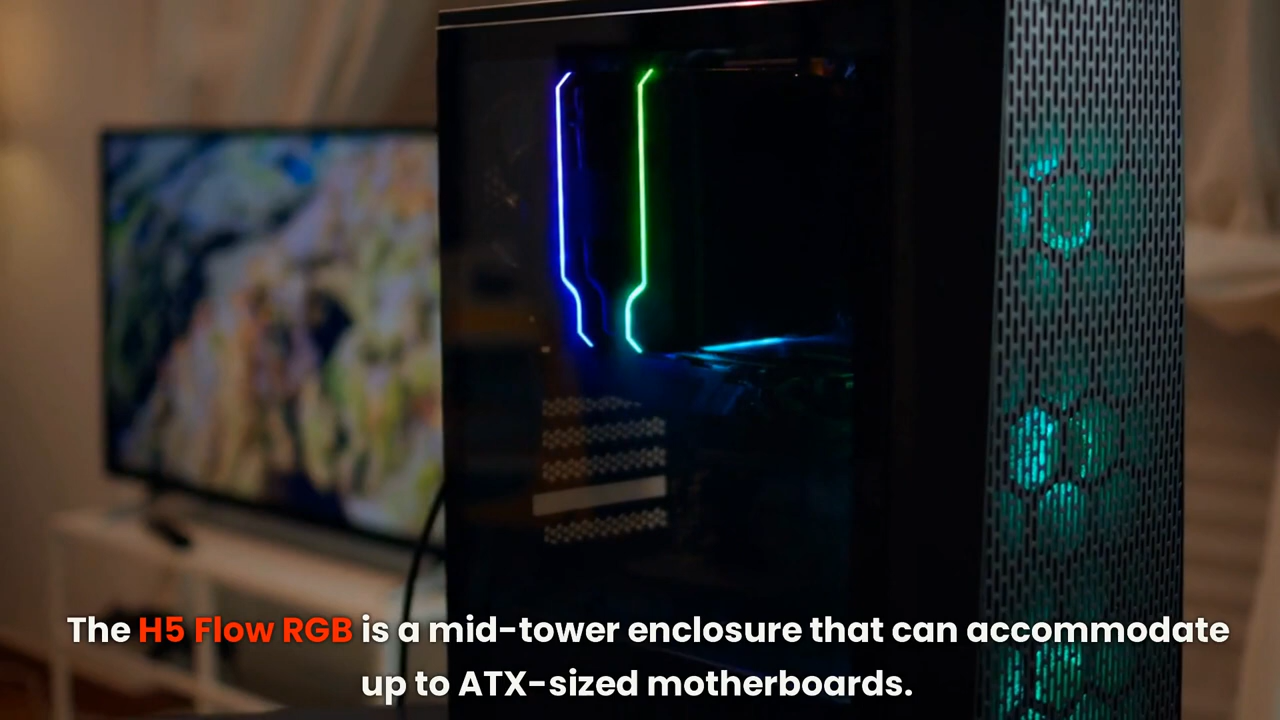 The H5 Flow RGB is a mid-tower enclosure that can accommodate
up to ATX-sized motherboards.